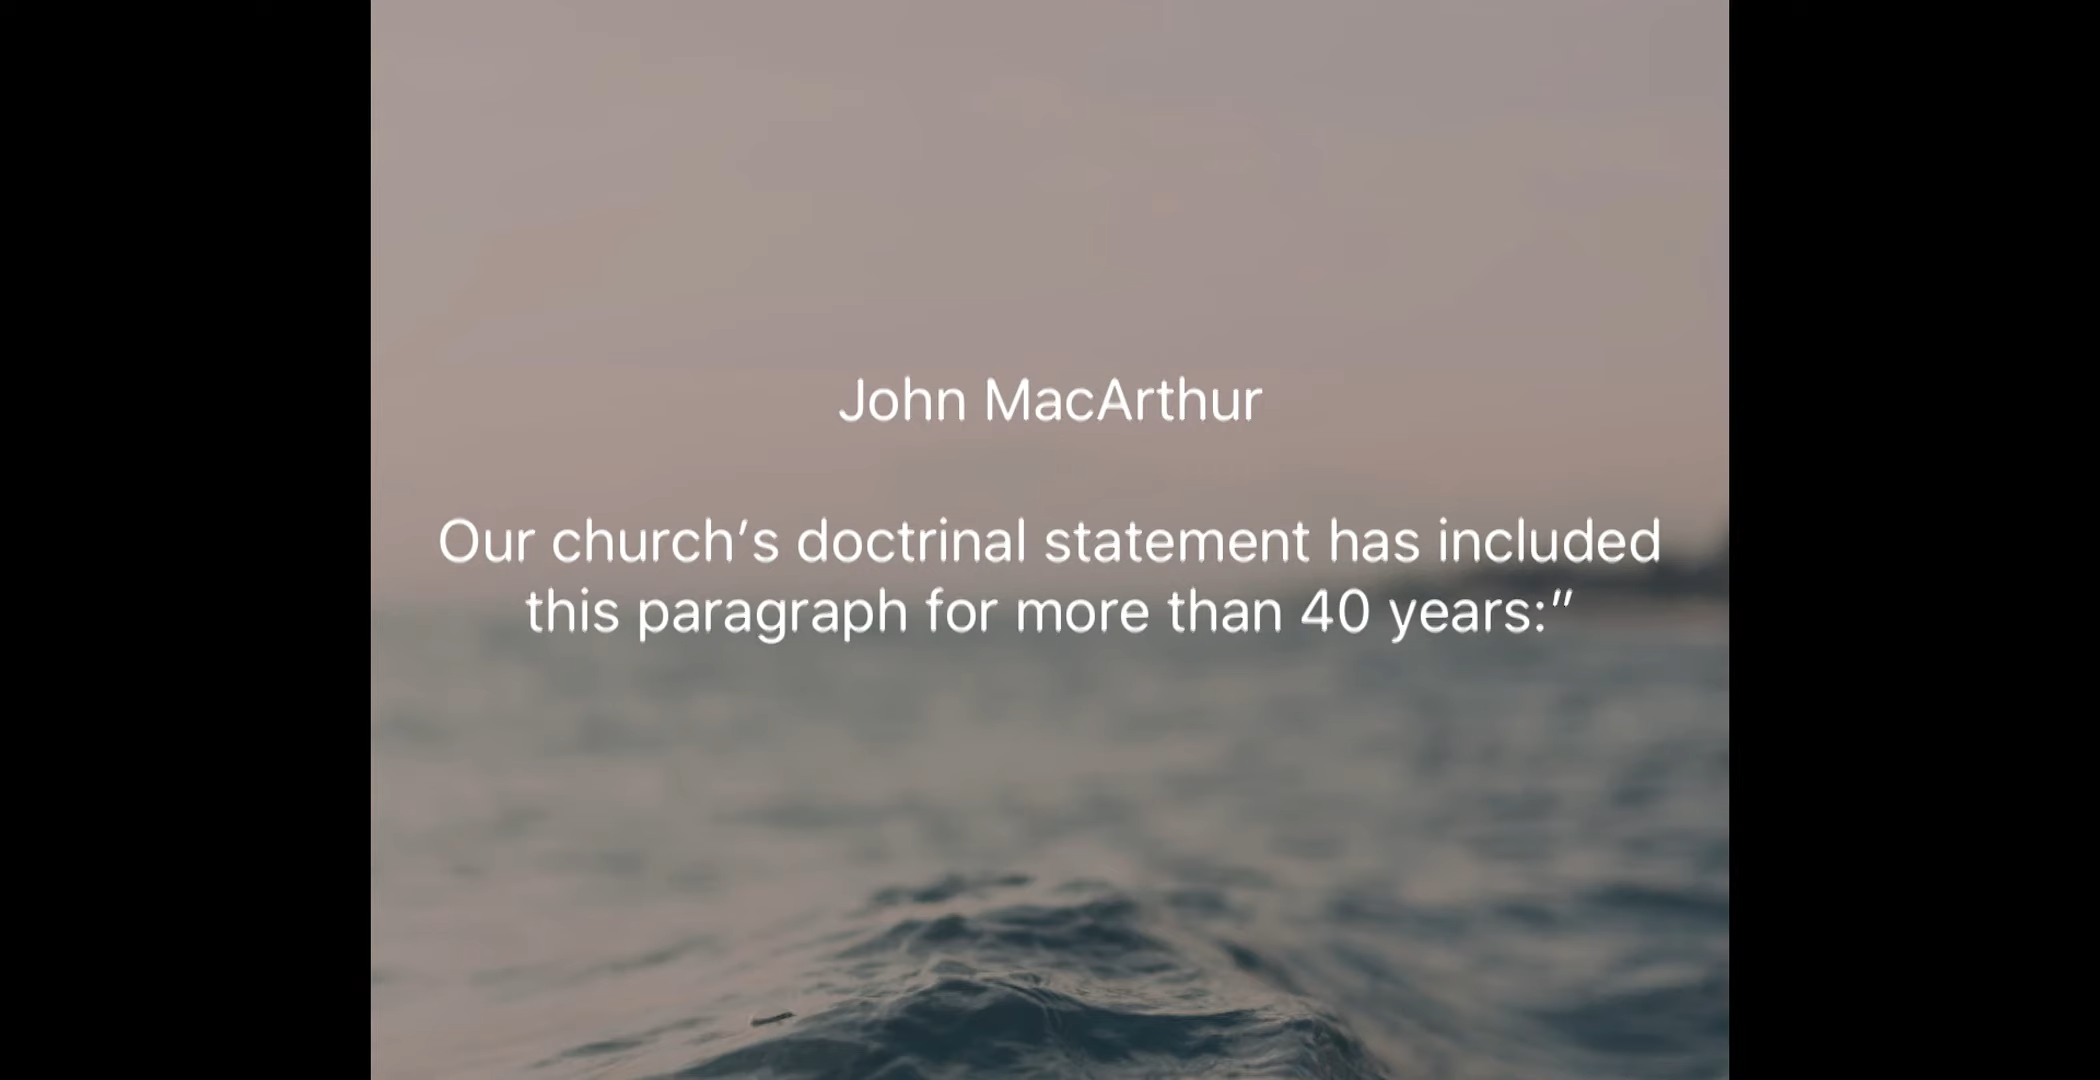 John MacArthur
Our church’s doctrinal statement has included
this paragraph for more than 40 years:”